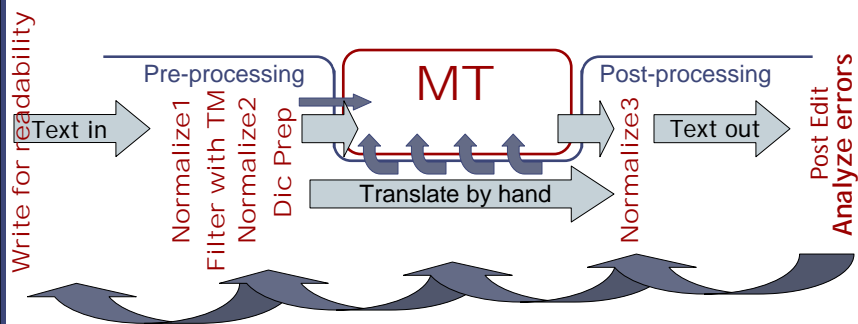 Write for readability
Text in
Pre-processing
Normalize1
Filter with TM
Normalize2
Dic Prep
MT
Translate by hand
Post-processing
Normalize3
Text out
Post Edit
Analyze errors